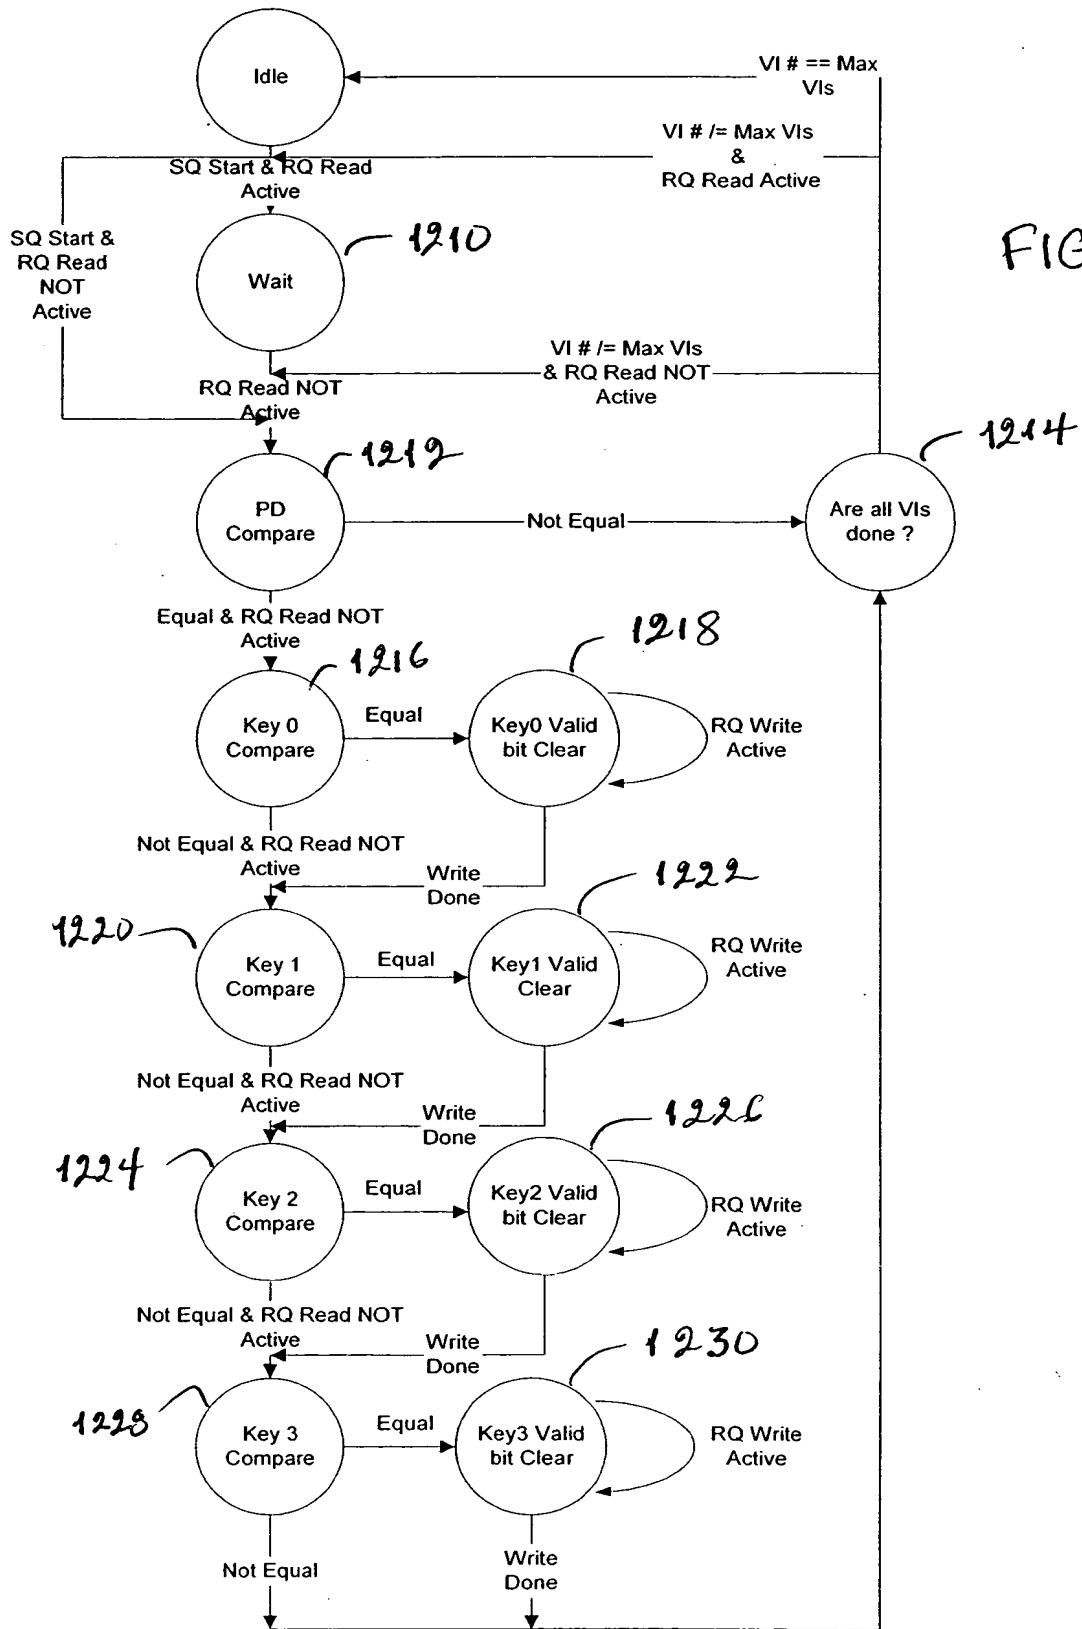 Idle
VI # == Max
VIs
SQ Start & RQ Read
Active
VI # /= Max VIs
&
RQ Read Active
SQ Start &
RQ Read
NOT
Active
Wait
1210
FIG
VI # /= Max VIs
& RQ Read NOT
Active
RQ Read NOT
Active
PD
Compare
1212
Not Equal
Are all VIs
done ?
1214
Equal & RQ Read NOT
Active
Key 0
Compare
1216
Equal
Key0 Valid
bit Clear
1218
RQ Write
Active
Not Equal & RQ Read NOT
Active
Write
Done
1220
Key 1
Compare
Equal
Key1 Valid
Clear
1222
RQ Write
Active
Not Equal & RQ Read NOT
Active
Write
Done
1224
Key 2
Compare
Equal
Key2 Valid
bit Clear
1226
RQ Write
Active
Not Equal & RQ Read NOT
Active
Write
Done
1228
Key 3
Compare
Equal
Key3 Valid
bit Clear
1230
RQ Write
Active
Not Equal
Write
Done